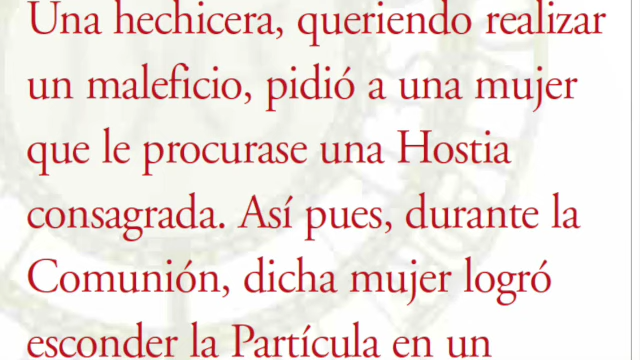 Una hechicera, queriendo realizar
un maleficio, pidió a una mujer
que le procurase una Hostia
consagrada. Así pues, durante la
Comunión, dicha mujer logró
esconder la Partícula en un